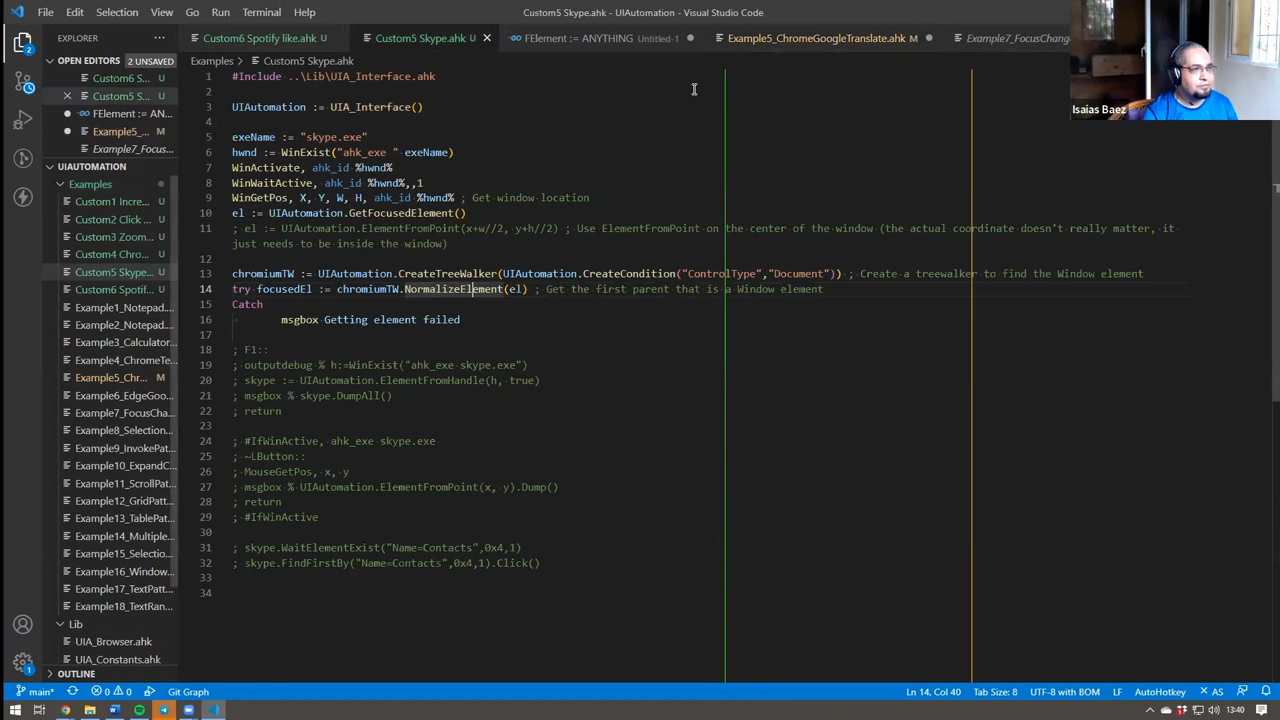 File Edit Selection View Go Run Terminal Help
Custom5 Skype.ahk - UIAutomation - Visual Studio Code
EXPLORER
Custom6 Spotify like.ahk U
Custom5 Skype.ahk U
FElement := ANYTHING Untitled-1
Example5_ChromeGoogleTranslate.ahk M
Example7_FocusChang
OPEN EDITORS 2 UNSAVED
Custom6 S... U
Custom5 S... U
FElement := ANY...
Example5_... M
Example7_Focus...
UIAUTOMATION
Examples
Custom1 Incre... U
Custom2 Click ... U
Custom3 Zoom... U
Custom4 Chro... U
Custom5 Skype... U
Custom6 Spotif... U
Example1_Notepad...
Example2_Notepad...
Example3_Calculator...
Example4_ChromeTe...
Example5_Chr... M
Example6_EdgeGoo...
Example7_FocusCha...
Example8_Selection...
Example9_InvokePat...
Example10_ExpandC...
Example11_ScrollPat...
Example12_GridPatt...
Example13_TablePat...
Example14_Multiple...
Example15_Selectio...
Example16_Window...
Example17_TextPatt...
Example18_TextRan...
Lib
UIA_Browser.ahk
UIA_Constants.ahk
OUTLINE
Examples > Custom5 Skype.ahk
1 #Include ..\Lib\UIA_Interface.ahk
2
3 UIAutomation := UIA_Interface()
4
5 exeName := "skype.exe"
6 hwnd := WinExist("ahk_exe " exeName)
7 WinActivate, ahk_id %hwnd%
8 WinWaitActive, ahk_id %hwnd%,,1
9 WinGetPos, X, Y, W, H, ahk_id %hwnd% ; Get window location
10 el := UIAutomation.GetFocusedElement()
11 ; el := UIAutomation.ElementFromPoint(x+w//2, y+h//2) ; Use ElementFromPoint on the center of the window (the actual coordinate doesn't really matter, it
just needs to be inside the window)
12
13 chromiumTW := UIAutomation.CreateTreeWalker(UIAutomation.CreateCondition("ControlType","Document")) ; Create a treewalker to find the Window element
14 try focusedEl := chromiumTW.NormalizeElement(el) ; Get the first parent that is a Window element
15 Catch
16 msgbox Getting element failed
17
18 ; F1::
19 ; outputdebug % h:=WinExist("ahk_exe skype.exe")
20 ; skype := UIAutomation.ElementFromHandle(h, true)
21 ; msgbox % skype.DumpAll()
22 ; return
23
24 ; #IfWinActive, ahk_exe skype.exe
25 ; ~LButton::
26 ; MouseGetPos, x, y
27 ; msgbox % UIAutomation.ElementFromPoint(x, y).Dump()
28 ; return
29 ; #IfWinActive
30
31 ; skype.WaitElementExist("Name=Contacts",0x4,1)
32 ; skype.FindFirstBy("Name=Contacts",0x4,1).Click()
33
34
Isaias Baez
main* 0 0 Git Graph
Ln 14, Col 40 Tab Size: 8 UTF-8 with BOM LF AutoHotkey AS
13:40